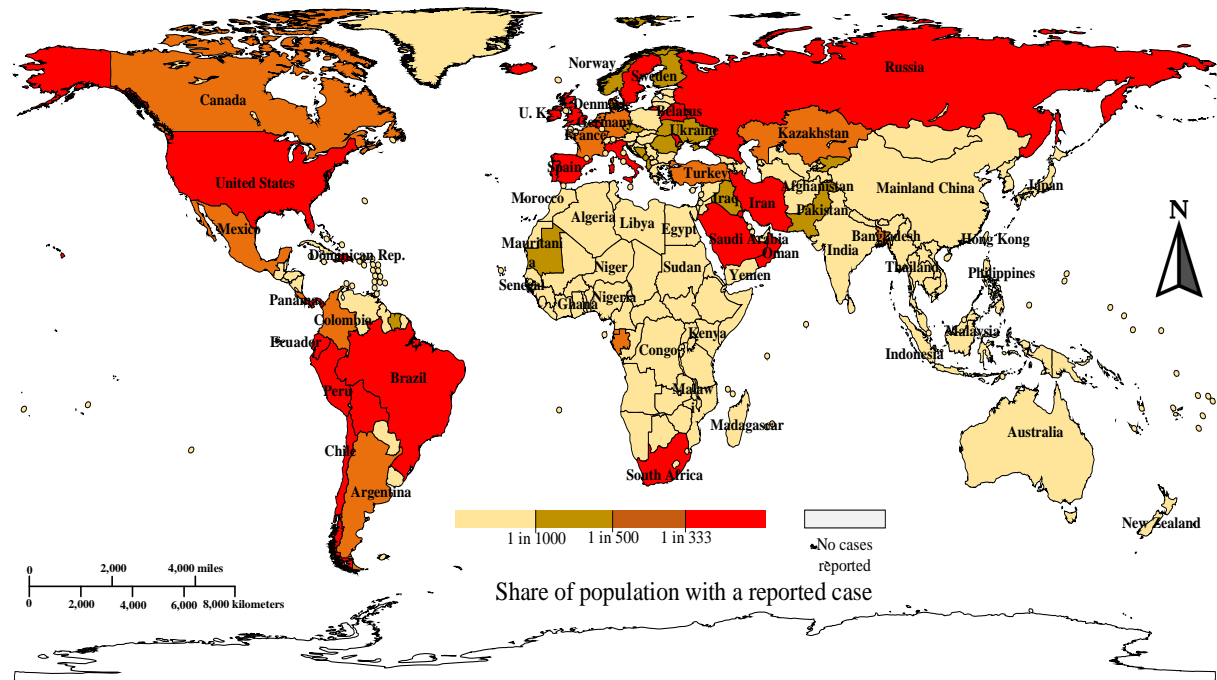 Norway
Sweden
Russia
Canada
Denmark
U. K.
Belarus
Germany
Ukraine
France
Kazakhstan
Spain
Turkey
United States
Afghanistan
Mainland China
Japan
Morocco
Iraq
Iran
Pakistan
Algeria
Libya
Egypt
Mexico
Saudi Arabia
Bangladesh
Hong Kong
Mauritani
a
Oman
India
Dominican Rep.
Niger
Sudan
Yemen
Thailand
Philippines
Senegal
Panama
Ghana
Nigeria
Colombia
Kenya
Malaysia
Ecuador
Congo
Indonesia
Brazil
Peru
Malaw
i
Madagascar
Australia
Chile
South Africa
Argentina
New Zealand
N
1 in 1000
1 in 500
1 in 333
No cases
reported
Share of population with a reported case
0
2,000
4,000 miles
0
2,000
4,000
6,000
8,000 kilometers